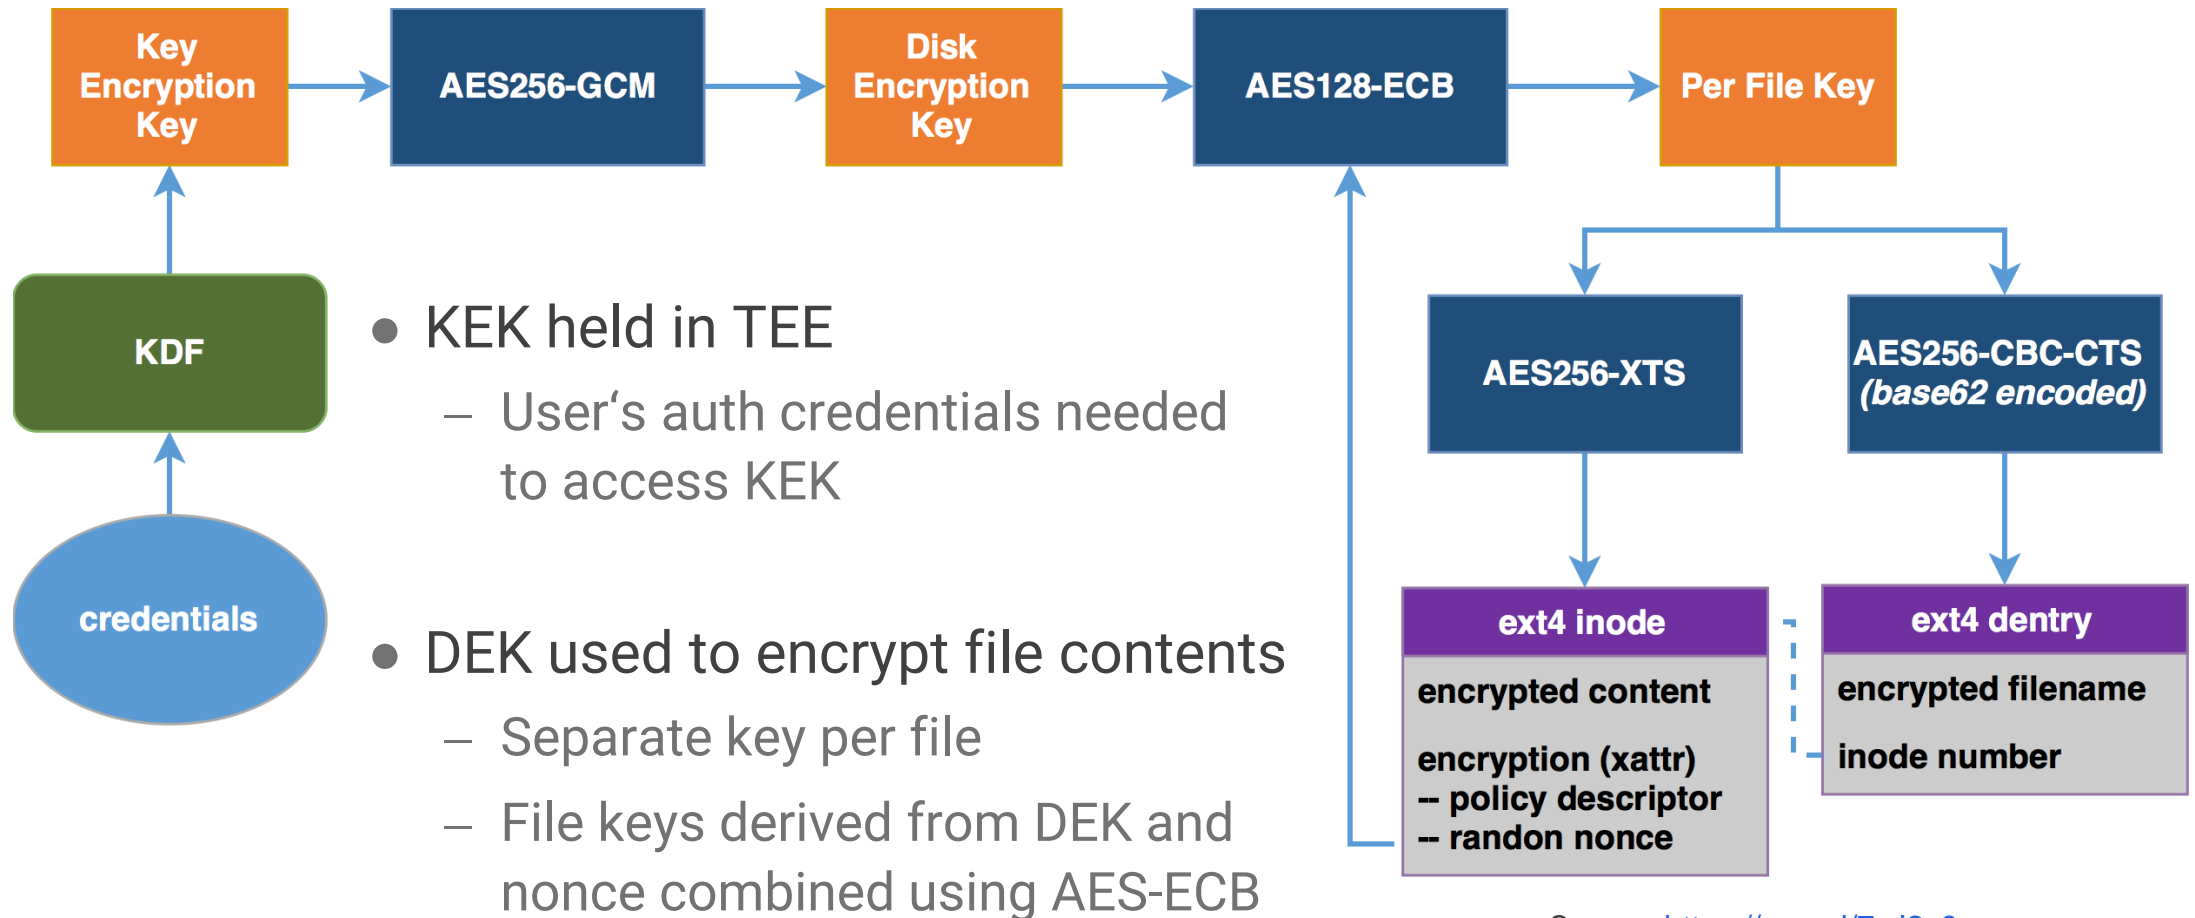 Key
Encryption
Key
AES256-GCM
Disk
Encryption
Key
AES128-ECB
Per File Key
KDF
credentials
● KEK held in TEE
– User‘s auth credentials needed
to access KEK
● DEK used to encrypt file contents
– Separate key per file
– File keys derived from DEK and
nonce combined using AES-ECB
AES256-XTS
AES256-CBC-CTS
(base62 encoded)
ext4 inode
encrypted content
encryption (xattr)
-- policy descriptor
-- randon nonce
ext4 dentry
encrypted filename
inode number